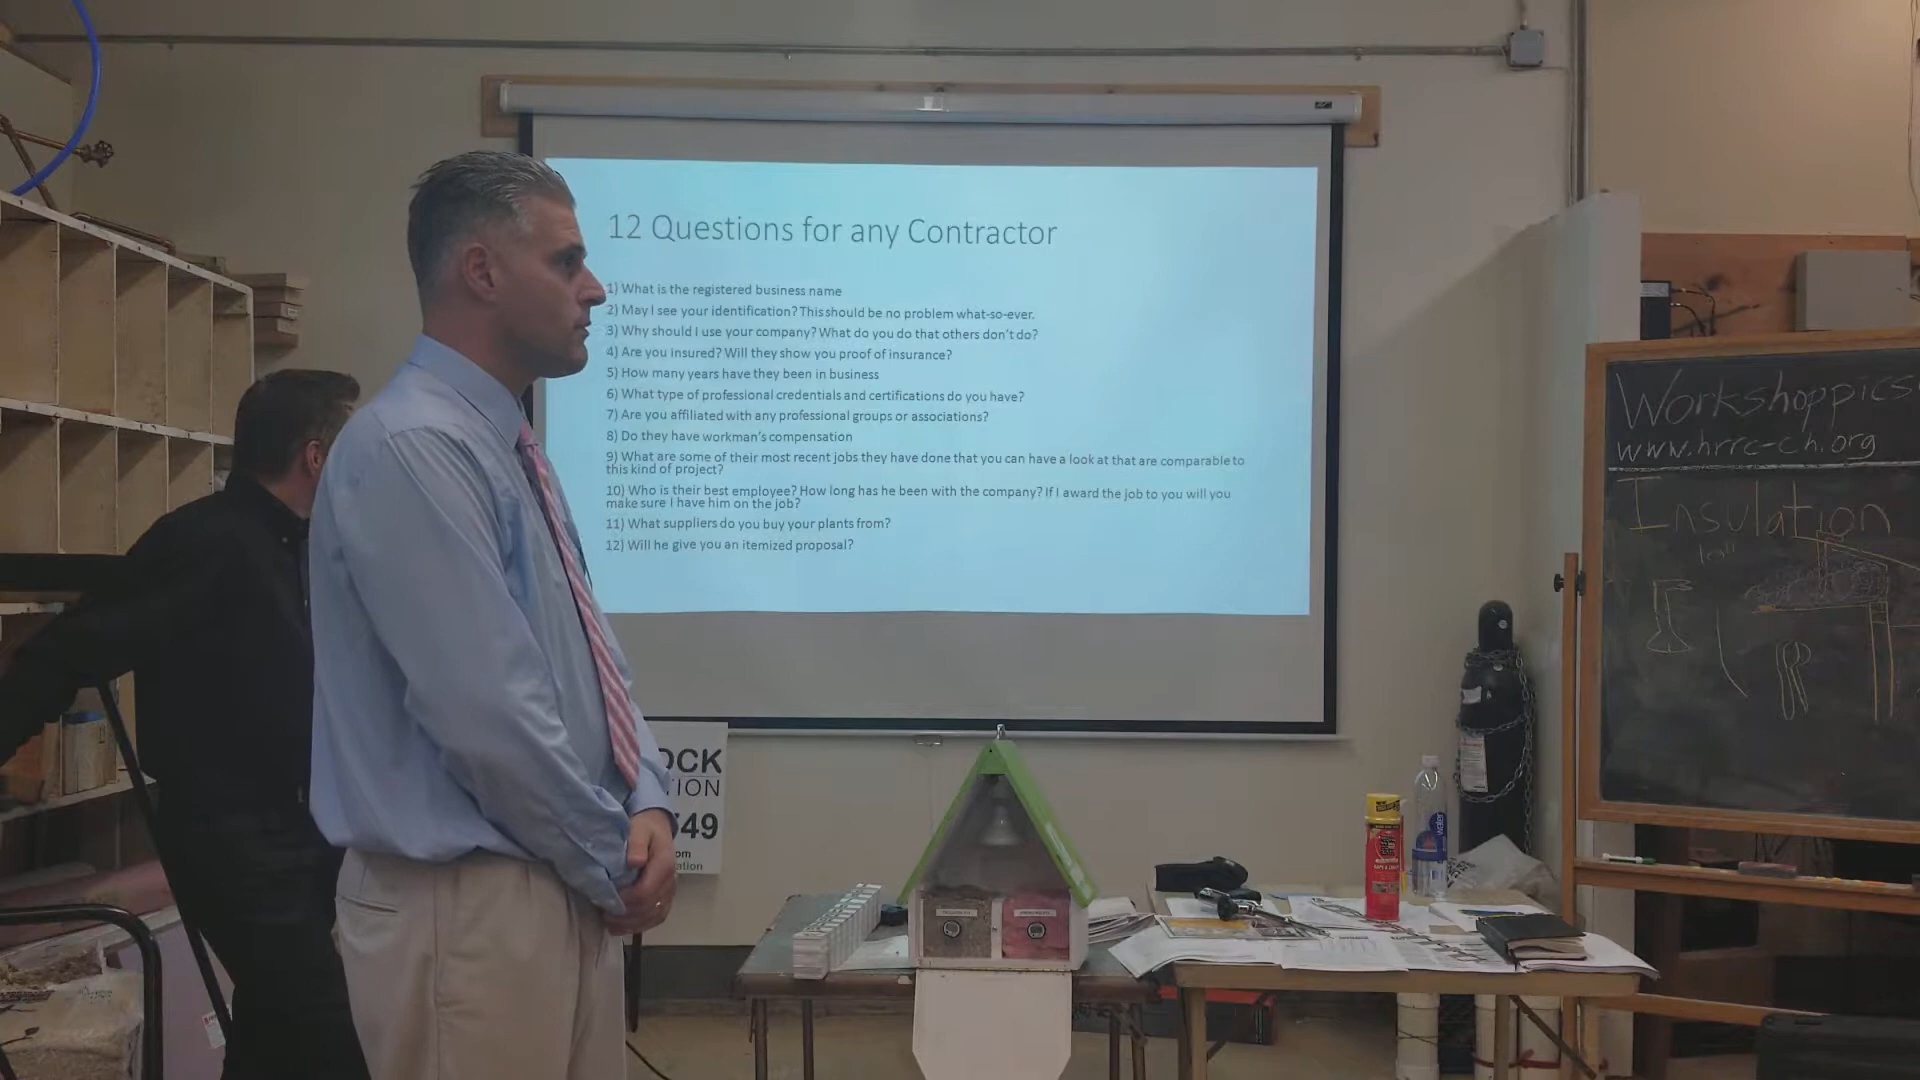 12 Questions for any Contractor
1) What is the registered business name
2) May I see your identification? This should be no problem what-so-ever.
3) Why should I use your company? What do you do that others don't do?
4) Are you insured? Will they show you proof of insurance?
5) How many years have they been in business
6) What type of professional credentials and certifications do you have?
7) Are you affiliated with any professional groups or associations?
8) Do they have workman's compensation
9) What are some of their most recent jobs they have done that you can have a look at that are comparable to
this kind of project?
10) Who is their best employee? How long has he been with the company? If I award the job to you will you
make sure I have him on the job?
11) What suppliers do you buy your plants from?
12) Will he give you an itemized proposal?
Workshoppics
www.hrrc-ch.org
Insulation
OCK
TION
549
om
ation
water